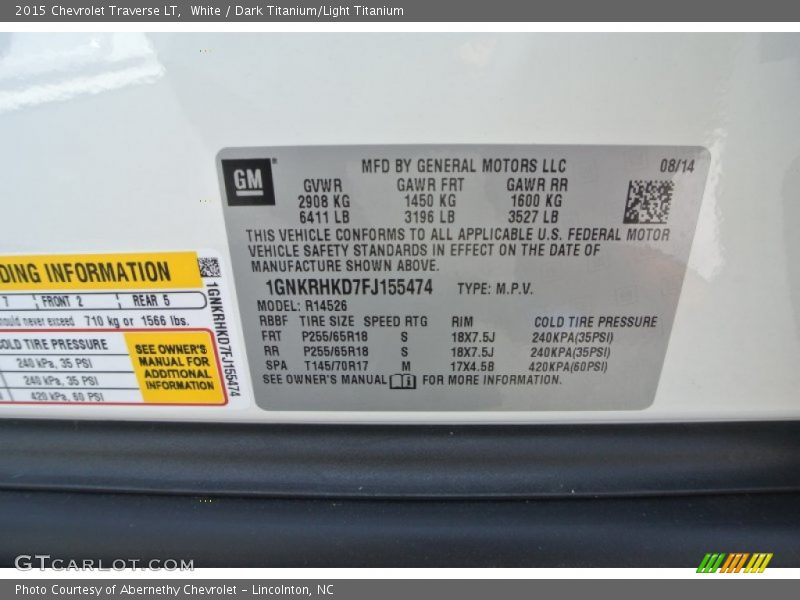 2015 Chevrolet Traverse LT,  White / Dark Titanium/Light Titanium
GM
MFD BY GENERAL MOTORS LLC 08/14
GVWR GAWR FRT GAWR RR
2908 KG 1450 KG 1600 KG
6411 LB 3196 LB 3527 LB
THIS VEHICLE CONFORMS TO ALL APPLICABLE U.S. FEDERAL MOTOR
VEHICLE SAFETY STANDARDS IN EFFECT ON THE DATE OF
MANUFACTURE SHOWN ABOVE.
1GNKRHKD7FJ155474 TYPE: M.P.V.
MODEL: R14526
RBBF TIRE SIZE SPEED RTG RIM COLD TIRE PRESSURE
FRT P255/65R18 S 18X7.5J 240KPA(35PSI)
RR P255/65R18 S 18X7.5J 240KPA(35PSI)
SPA T145/70R17 M 17X4.5B 420KPA(60PSI)
SEE OWNER'S MANUAL FOR MORE INFORMATION.
DING INFORMATION
7 FRONT 2 REAR 5
should never exceed 710 kg or 1566 lbs.
COLD TIRE PRESSURE
240 kPa, 35 PSI
240 kPa, 35 PSI
420 kPa, 60 PSI
SEE OWNER'S
MANUAL FOR
ADDITIONAL
INFORMATION
1GNKRHKD7FJ155474
GTCarLot.com
Photo Courtesy of Abernethy Chevrolet – Lincolnton, NC